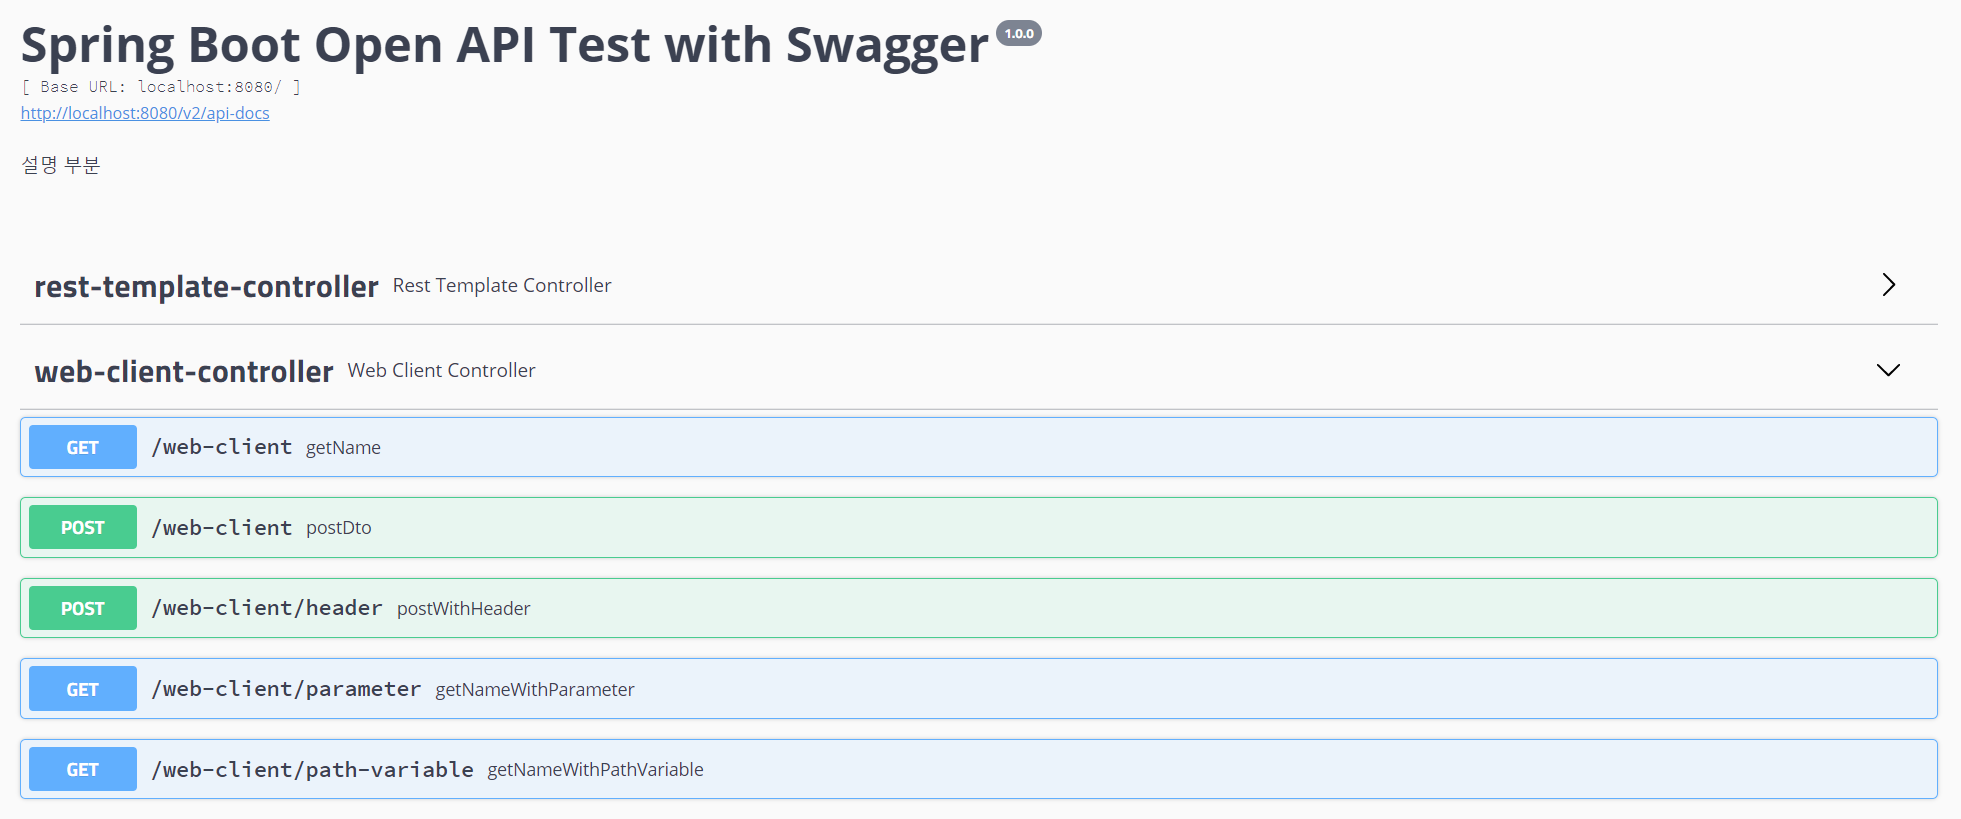 Spring Boot Open API Test with Swagger 1.0.0
[ Base URL: localhost:8080/ ]
http://localhost:8080/v2/api-docs
설명 부분
rest-template-controller Rest Template Controller
web-client-controller Web Client Controller
GET /web-client getName
POST /web-client postDto
POST /web-client/header postWithHeader
GET /web-client/parameter getNameWithParameter
GET /web-client/path-variable getNameWithPathVariable